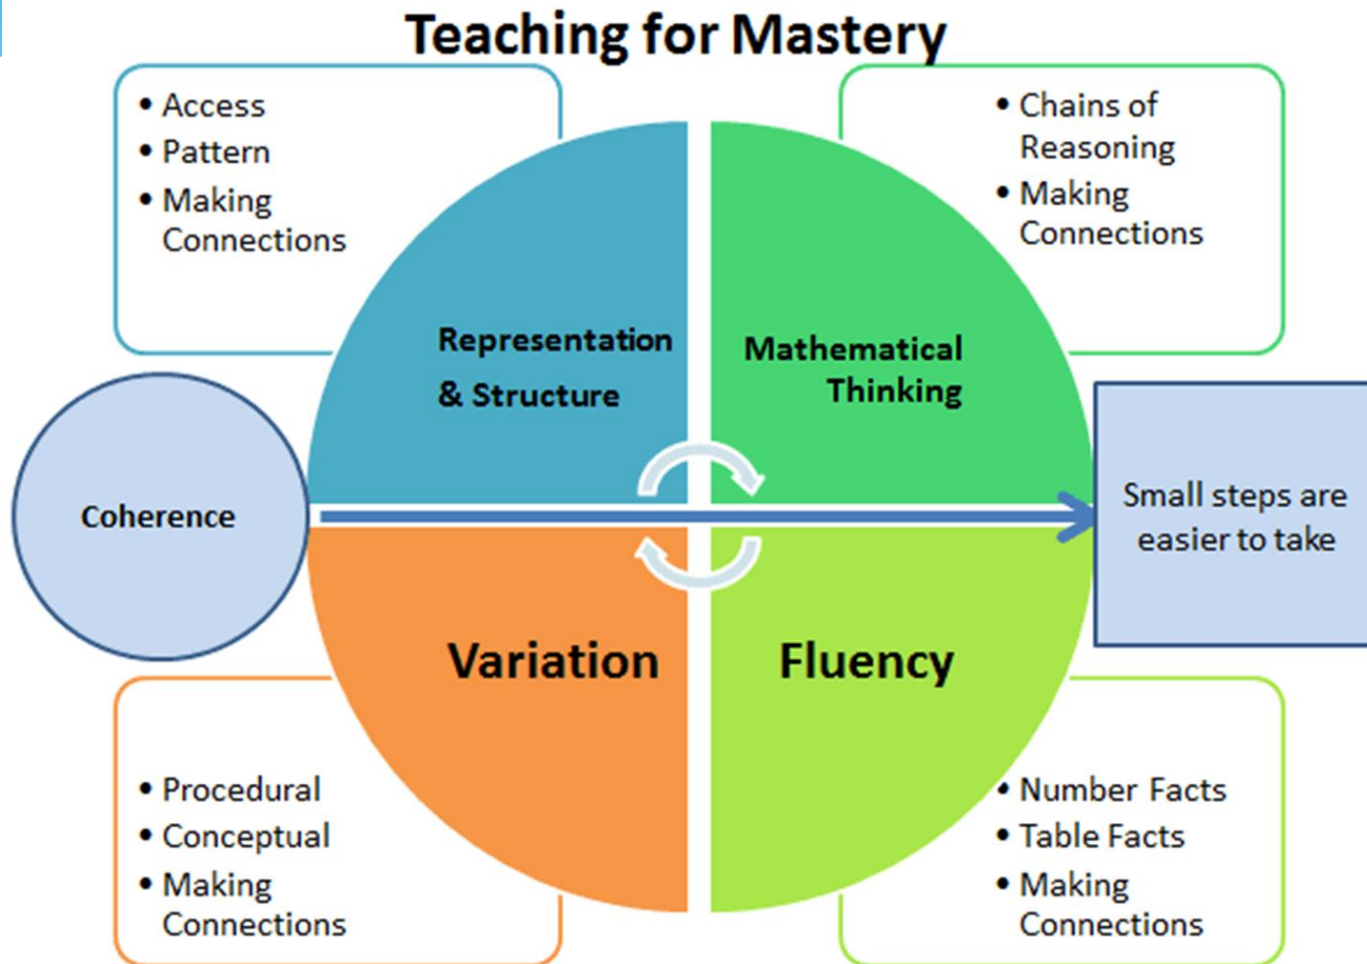 Teaching for Mastery
• Access
• Pattern
• Making
Connections
• Chains of
Reasoning
• Making
Connections
Representation
& Structure
Mathematical
Thinking
Coherence
Small steps are
easier to take
Variation
Fluency
• Procedural
• Conceptual
• Making
Connections
• Number Facts
• Table Facts
• Making
Connections